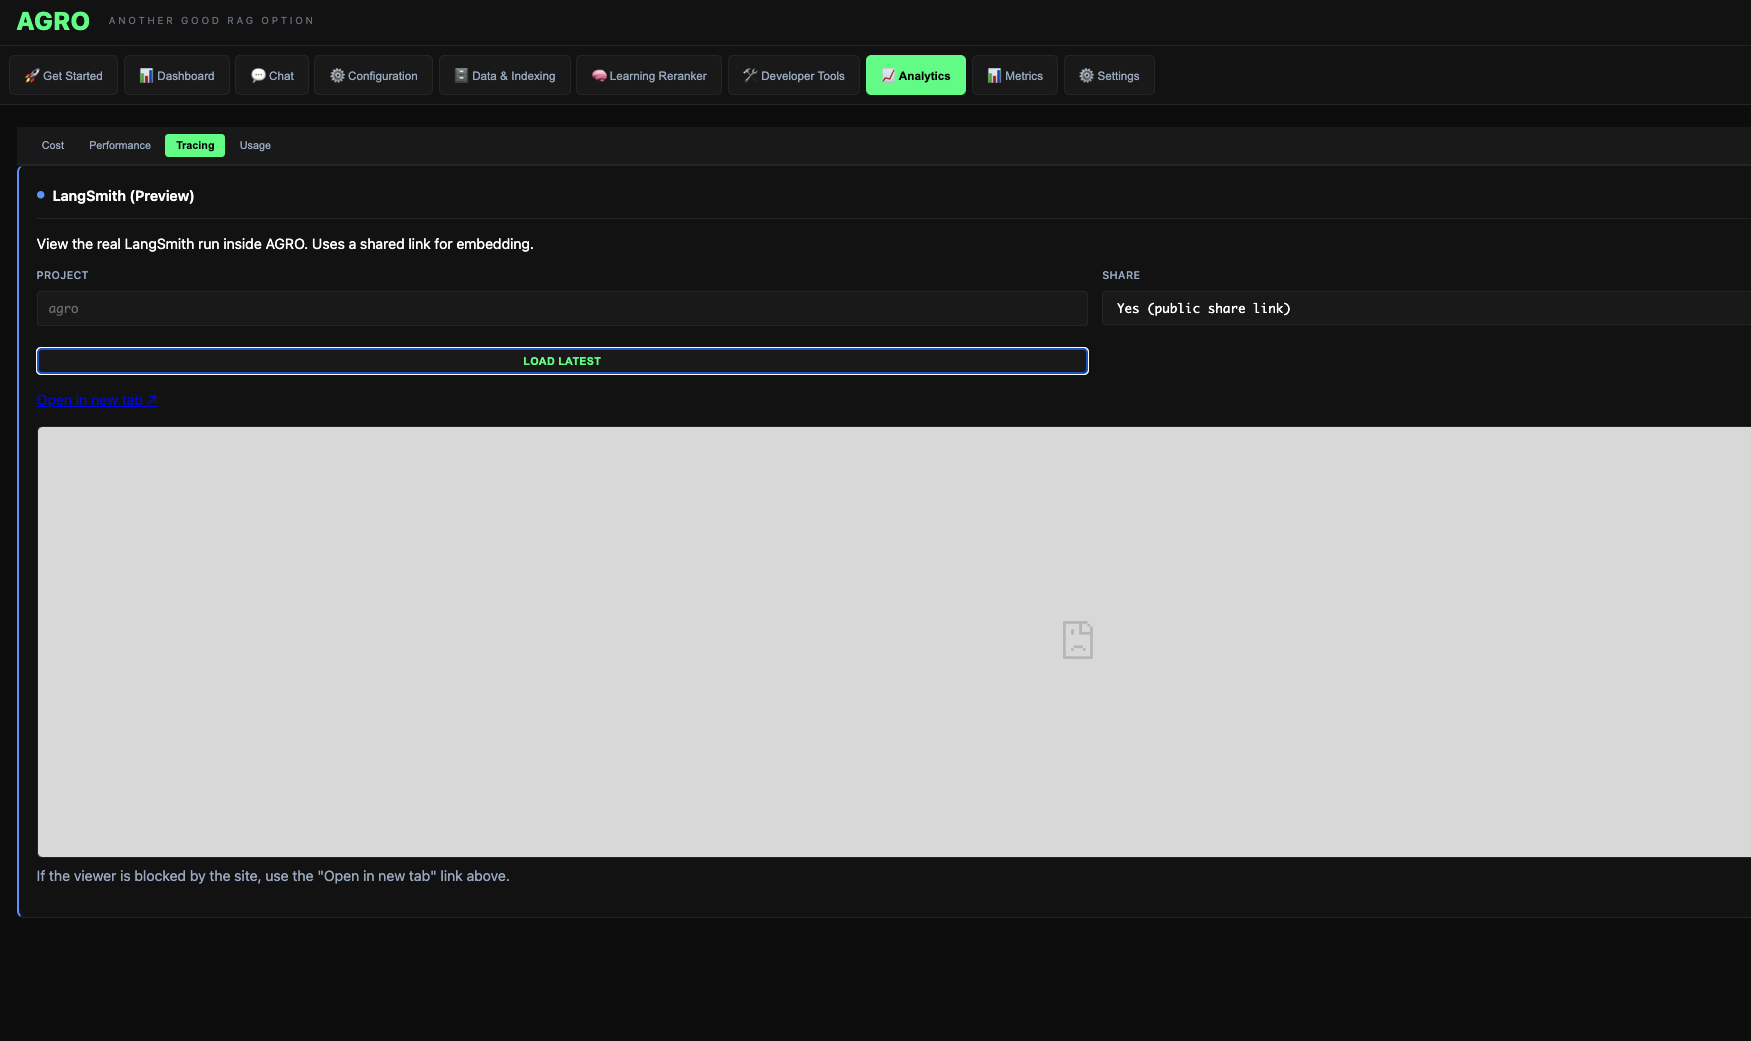 AGRO ANOTHER GOOD RAG OPTION
Get Started Dashboard Chat Configuration Data & Indexing Learning Reranker Developer Tools Analytics Metrics Settings
Cost Performance Tracing Usage
LangSmith (Preview)
View the real LangSmith run inside AGRO. Uses a shared link for embedding.
PROJECT SHARE
agro Yes (public share link)
LOAD LATEST
Open in new tab ↗
If the viewer is blocked by the site, use the "Open in new tab" link above.